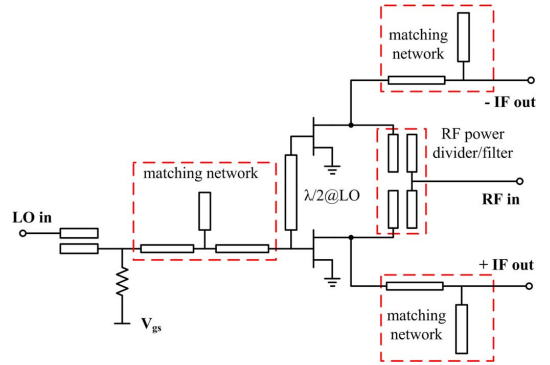 matching
network
- IF out
RF power
divider/filter
matching network
λ/2@LO
LO in
RF in
+ IF out
V_gs
matching
network